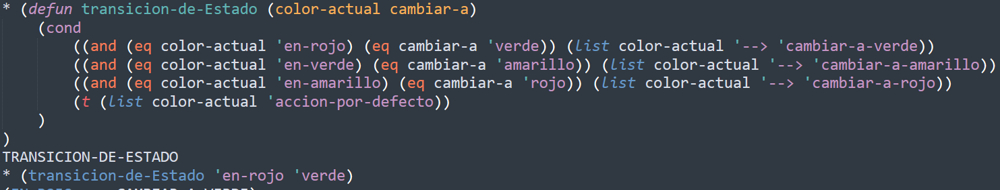 * (defun transicion-de-Estado (color-actual cambiar-a)
    (cond
        ((and (eq color-actual 'en-rojo) (eq cambiar-a 'verde)) (list color-actual '--> 'cambiar-a-verde))
        ((and (eq color-actual 'en-verde) (eq cambiar-a 'amarillo)) (list color-actual '--> 'cambiar-a-amarillo))
        ((and (eq color-actual 'en-amarillo) (eq cambiar-a 'rojo)) (list color-actual '--> 'cambiar-a-rojo))
        (t (list color-actual 'accion-por-defecto))
    )
)
TRANSICION-DE-ESTADO
* (transicion-de-Estado 'en-rojo 'verde)